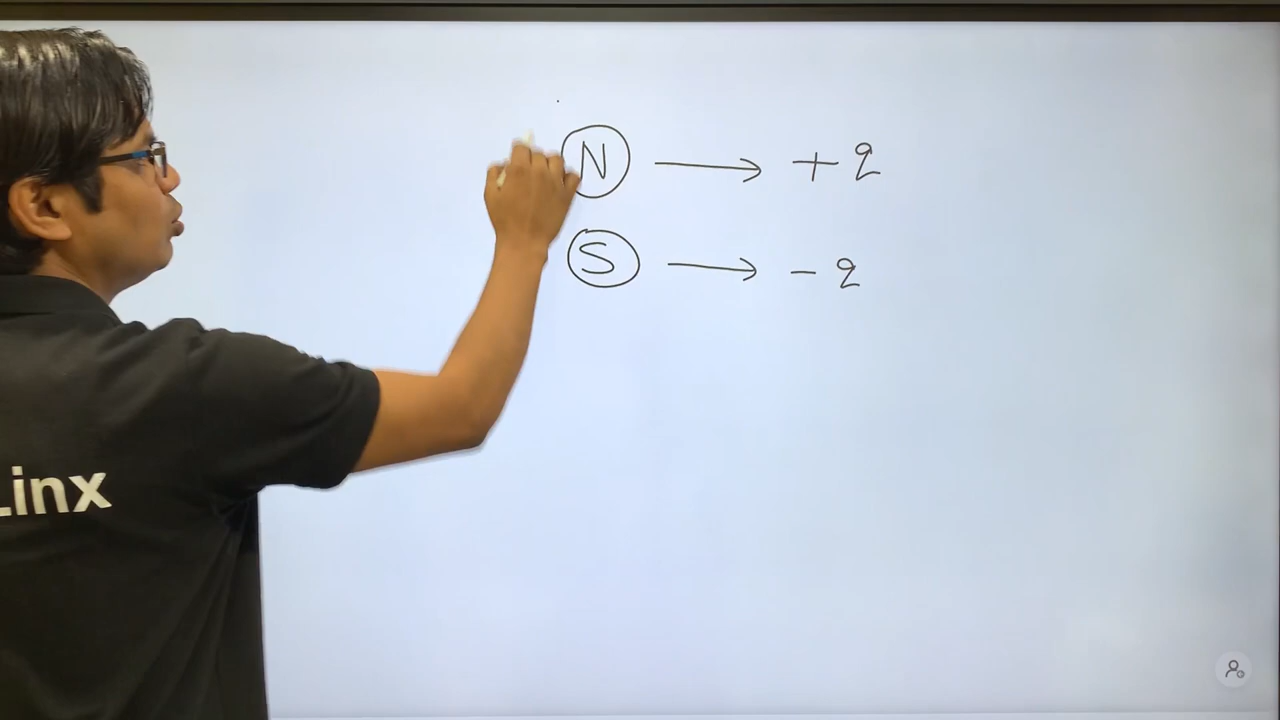 N → + q
S → - q
Linx